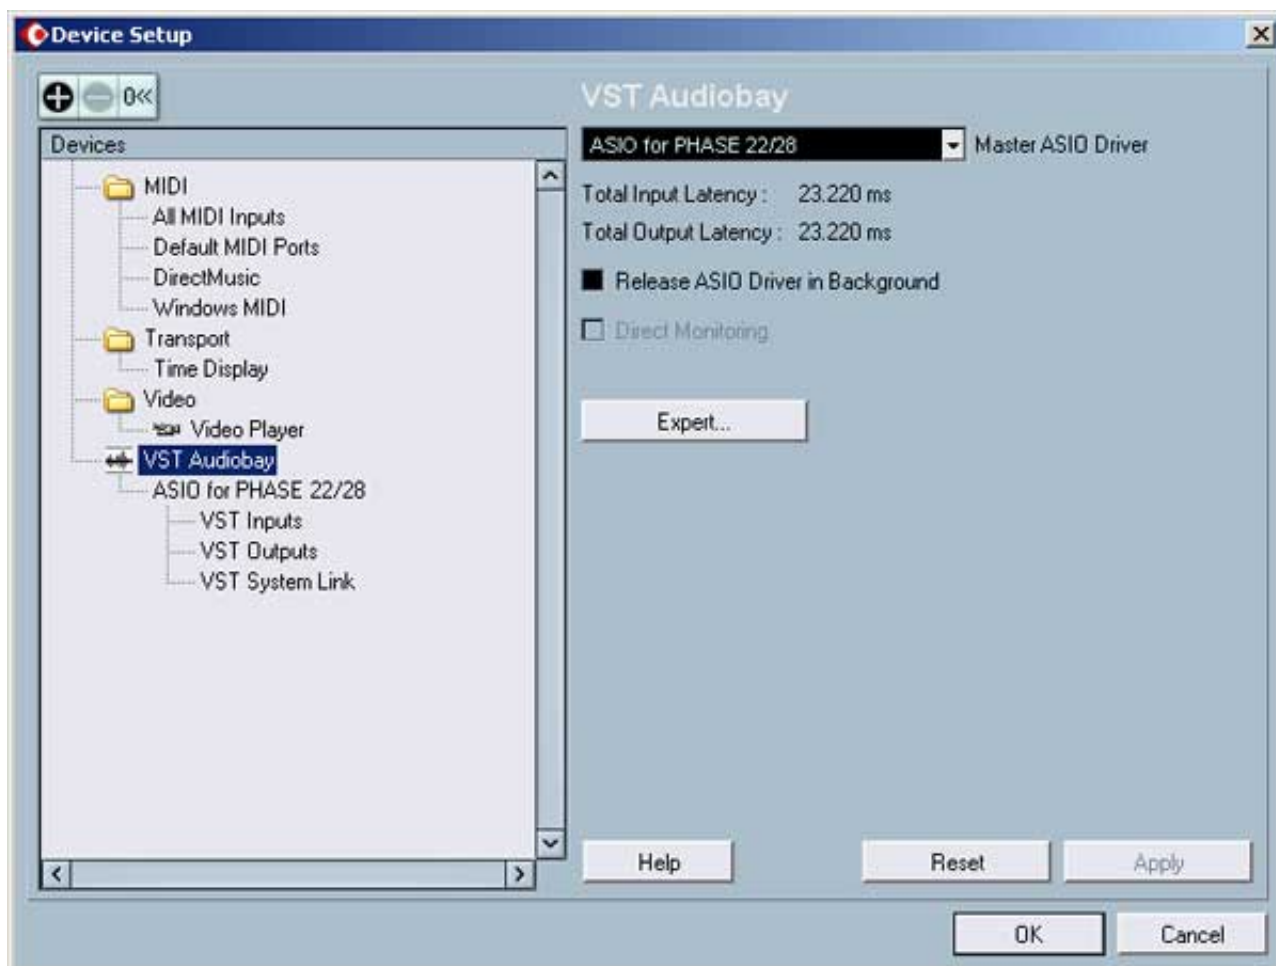 Device Setup
0<<
VST Audiobay
Devices
ASIO for PHASE 22/28
Master ASIO Driver
MIDI
All MIDI Inputs
Default MIDI Ports
DirectMusic
Windows MIDI
Transport
Time Display
Video
Video Player
VST Audiobay
ASIO for PHASE 22/28
VST Inputs
VST Outputs
VST System Link
Total Input Latency : 23.220 ms
Total Output Latency : 23.220 ms
Release ASIO Driver in Background
Direct Monitoring
Expert...
Help
Reset
Apply
OK
Cancel